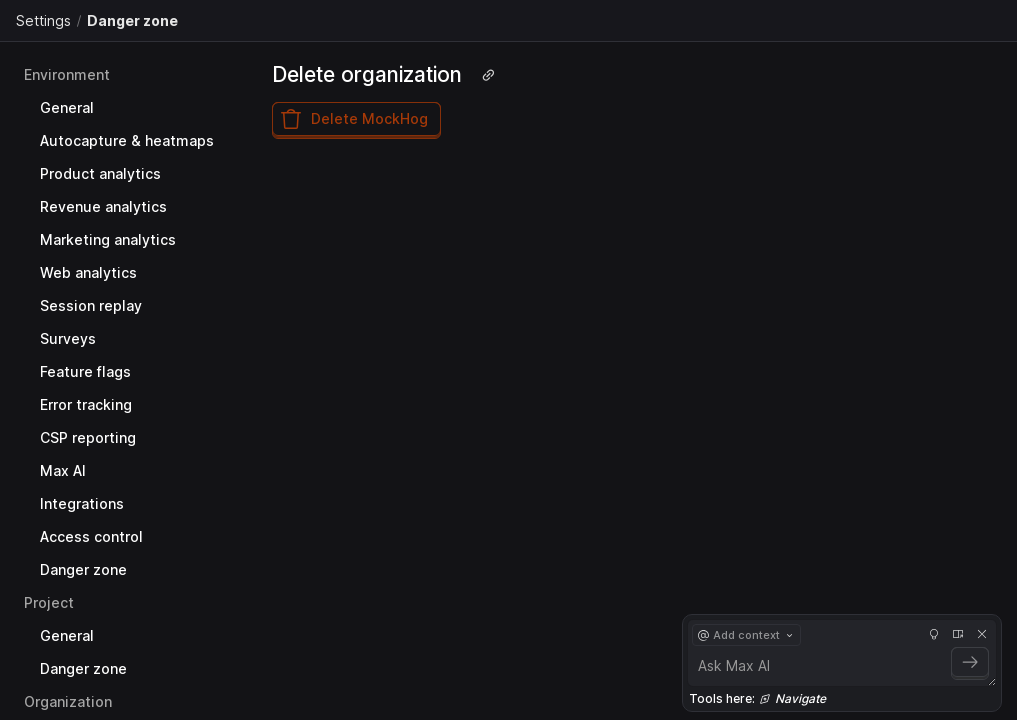 Settings / Danger zone
Environment
General
Autocapture & heatmaps
Product analytics
Revenue analytics
Marketing analytics
Web analytics
Session replay
Surveys
Feature flags
Error tracking
CSP reporting
Max AI
Integrations
Access control
Danger zone
Project
General
Danger zone
Organization
Delete organization
Delete MockHog
@ Add context
Ask Max AI
Tools here: Navigate